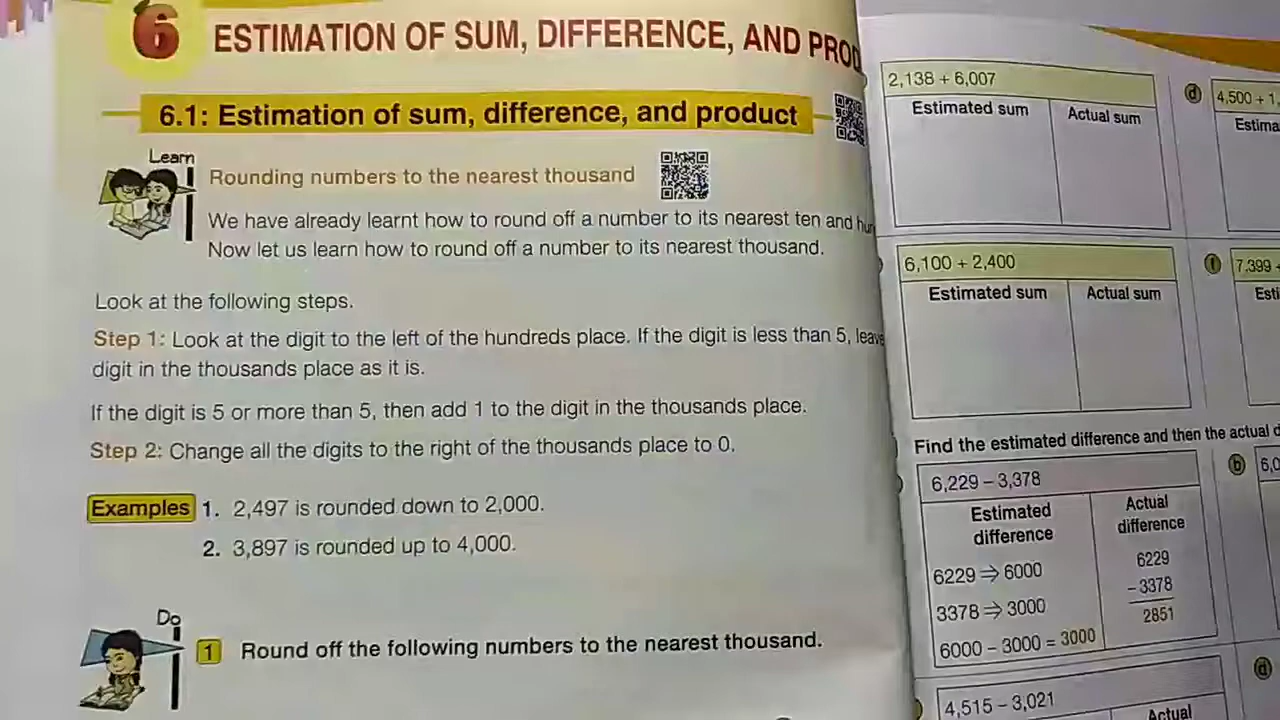 6 ESTIMATION OF SUM, DIFFERENCE, AND
6.1: Estimation of sum, difference, and product
Learn
Rounding numbers to the nearest thousand
We have already learnt how to round off a number to its nearest ten and
Now let us learn how to round off a number to its nearest thousand.
Look at the following steps.
Step 1: Look at the digit to the left of the hundreds place. If the digit is less than 5, leave
digit in the thousands place as it is.
If the digit is 5 or more than 5, then add 1 to the digit in the thousands place.
Step 2: Change all the digits to the right of the thousands place to 0.
Examples 1. 2,497 is rounded down to 2,000.
2. 3,897 is rounded up to 4,000.
Do
1 Round off the following numbers to the nearest thousand.
2,138 + 6,007
Estimated sum Actual sum
d 4,500 +
6,100 + 2,400
Estimated sum Actual sum
f 7,399
Find the estimated difference and then the actual
6,229 – 3,378
Estimated difference
Actual difference
6229 ⇒ 6000
3378 ⇒ 3000
6000 – 3000 = 3000
6229
– 3378
2851
b
4,515 – 3,021
Actual
d